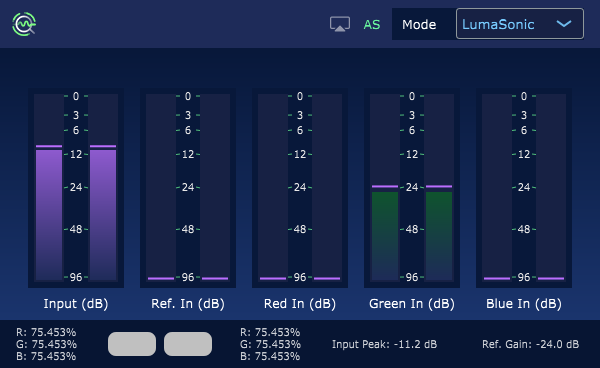 AS Mode LumaSonic
0 0 0 0 0
3 3 3 3 3
6 6 6 6 6
12 12 12 12 12
24 24 24 24 24
48 48 48 48 48
96 96 96 96 96
Input (dB) Ref. In (dB) Red In (dB) Green In (dB) Blue In (dB)
R: 75.453% R: 75.453%
G: 75.453% G: 75.453% Input Peak: -11.2 dB Ref. Gain: -24.0 dB
B: 75.453% B: 75.453%